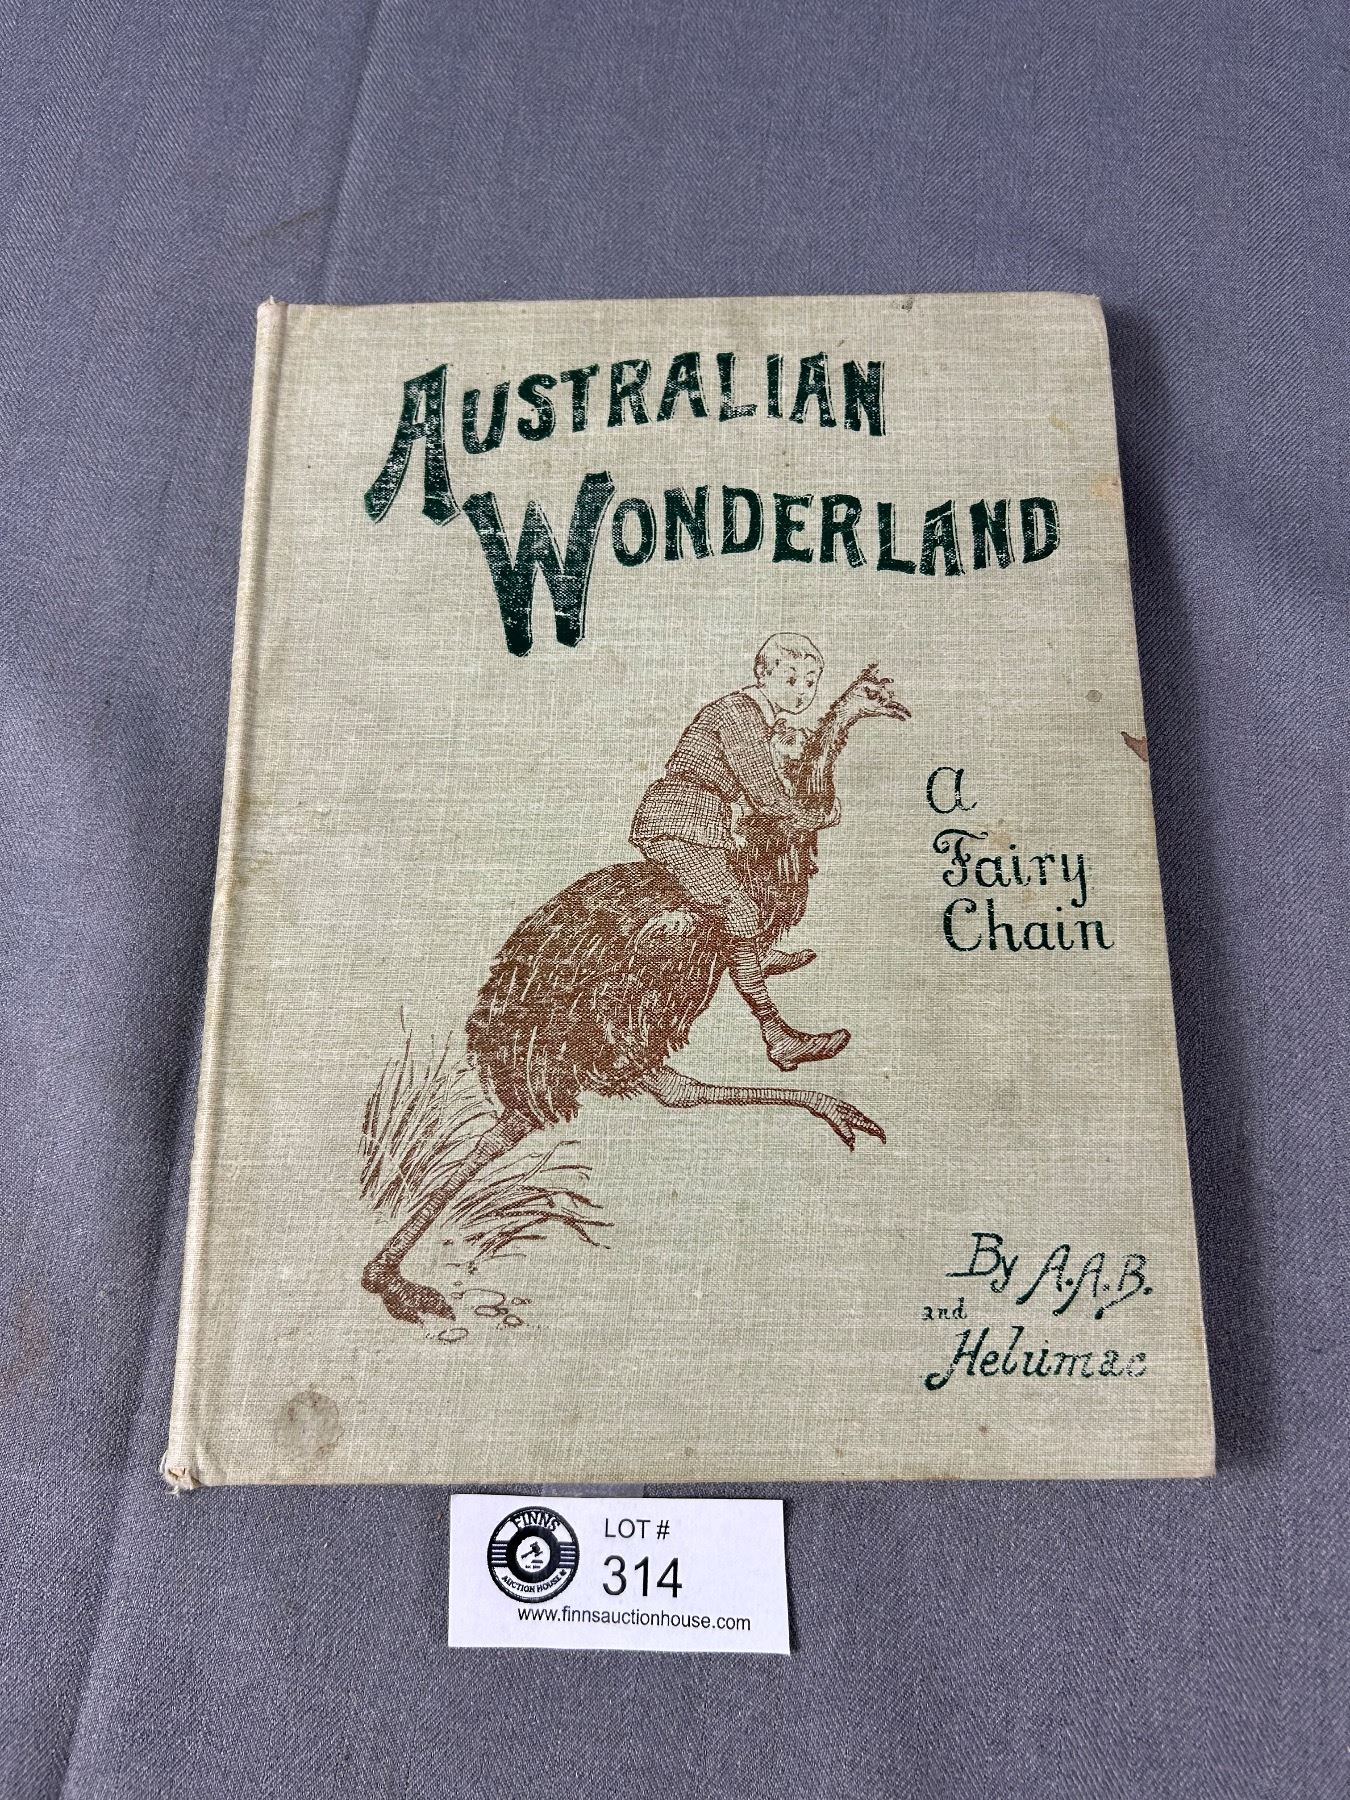 AUSTRALIAN
WONDERLAND
A
Fairy
Chain
By A.A.B.
and
Helumac
FINNS
AUCTION HOUSE
LOT #
314
www.finnsauctionhouse.com